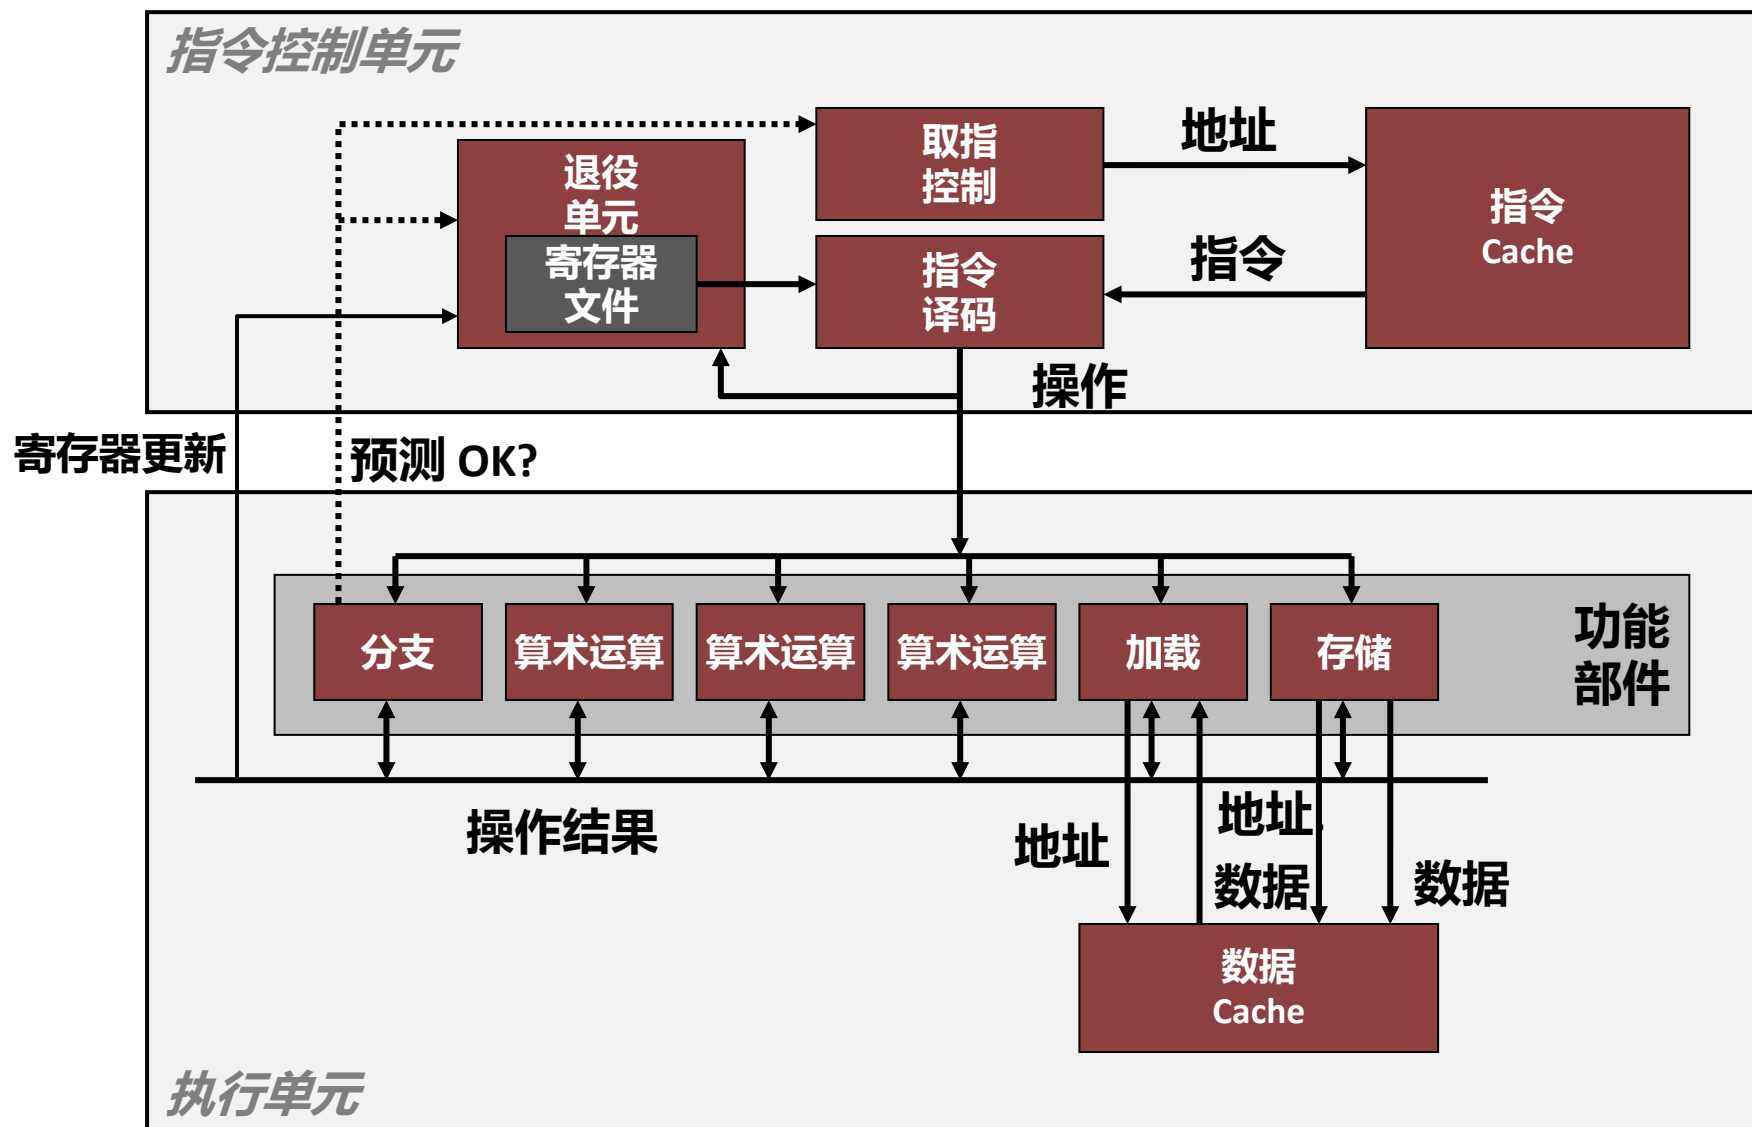 指令控制单元
取指
控制
地址
指令
Cache
退役
单元
寄存器
文件
指令
译码
指令
操作
寄存器更新
预测 OK?
分支
算术运算
算术运算
算术运算
加载
存储
功能
部件
操作结果
地址
地址,
数据
数据
数据
Cache
执行单元